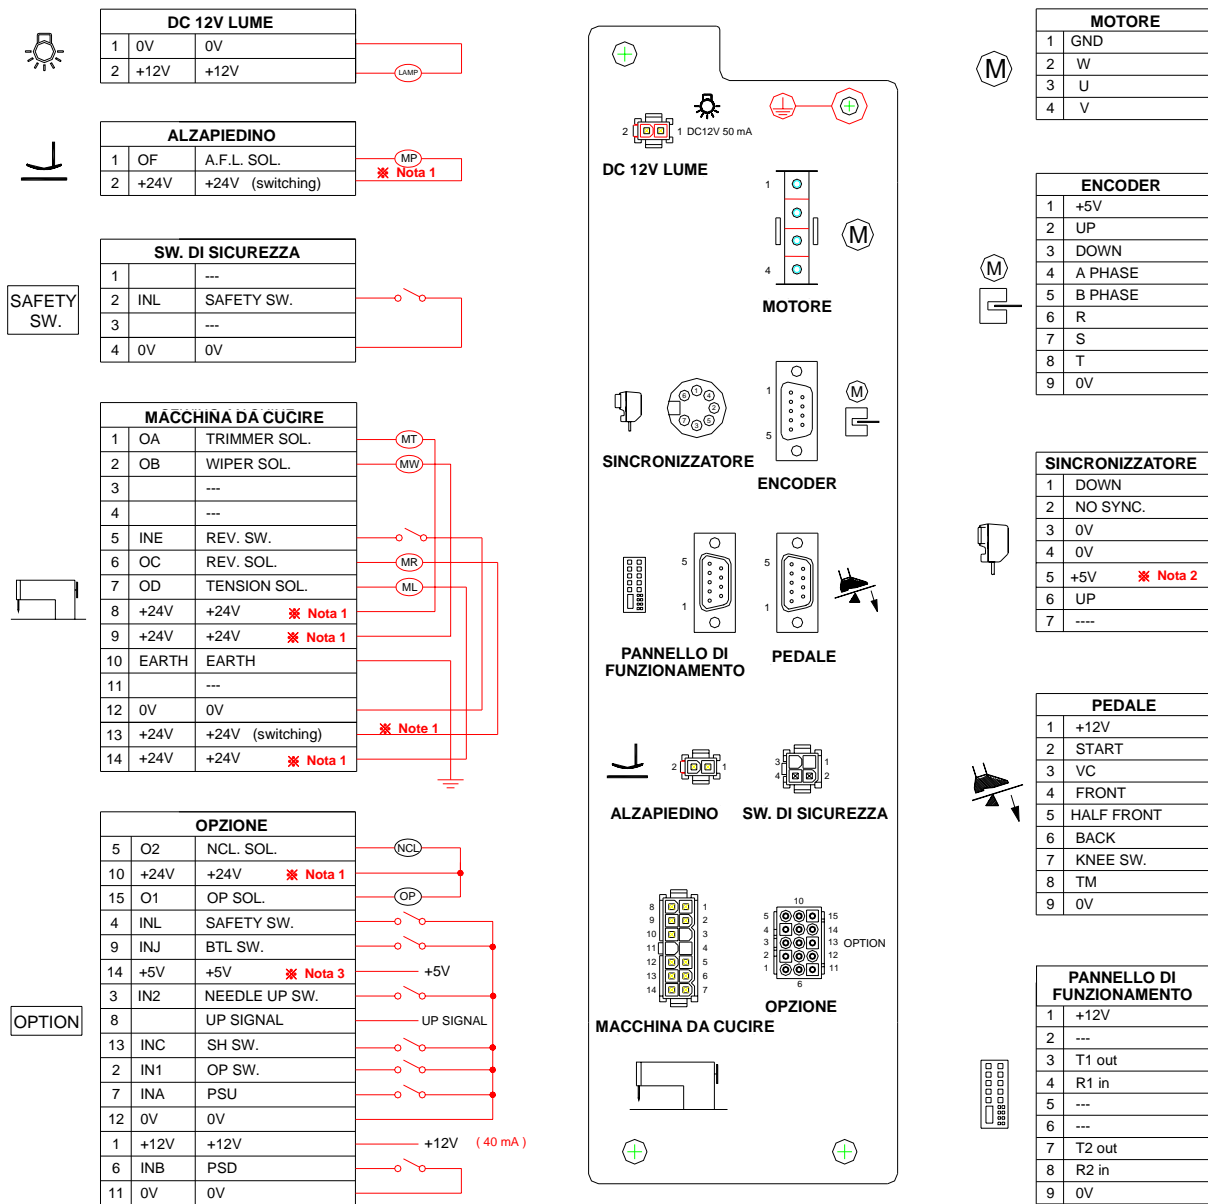 DC 12V LUME
1 0V 0V
2 +12V +12V
LAMP
ALZAPIEDINO
1 OF A.F.L. SOL.
MP
2 +24V +24V (switching)
※ Nota 1
SAFETY
SW.
SW. DI SICUREZZA
1 ---
2 INL SAFETY SW.
3 ---
4 0V 0V
MACCHINA DA CUCIRE
1 OA TRIMMER SOL. MT
2 OB WIPER SOL. MW
3 ---
4 ---
5 INE REV. SW.
6 OC REV. SOL. MR
7 OD TENSION SOL. ML
8 +24V +24V ※ Nota 1
9 +24V +24V ※ Nota 1
10 EARTH EARTH
11 ---
12 0V 0V
13 +24V +24V (switching) ※ Note 1
14 +24V +24V ※ Nota 1
OPTION
OPZIONE
5 O2 NCL. SOL. NCL
10 +24V +24V ※ Nota 1
15 O1 OP SOL. OP
4 INL SAFETY SW.
9 INJ BTL SW.
14 +5V +5V ※ Nota 3 +5V
3 IN2 NEEDLE UP SW.
8 UP SIGNAL UP SIGNAL
13 INC SH SW.
2 IN1 OP SW.
7 INA PSU
12 0V 0V
1 +12V +12V +12V ( 40 mA )
6 INB PSD
11 0V 0V
2 1 DC12V 50 mA
DC 12V LUME
1
4
M
MOTORE
6 1 4
2
7 3 5
SINCRONIZZATORE
1
5
M
ENCODER
5
1
PANNELLO DI
FUNZIONAMENTO
5
1
PEDALE
2 1
ALZAPIEDINO
3 1
4 2
SW. DI SICUREZZA
8 1
9 2
10 3
11 4
12 5
13 6
14 7
MACCHINA DA CUCIRE
10
5 15
4 14
3 13 OPTION
2 12
1 11
6
OPZIONE
M
MOTORE
1 GND
2 W
3 U
4 V
M
ENCODER
1 +5V
2 UP
3 DOWN
4 A PHASE
5 B PHASE
6 R
7 S
8 T
9 0V
SINCRONIZZATORE
1 DOWN
2 NO SYNC.
3 0V
4 0V
5 +5V ※ Nota 2
6 UP
7 ----
PEDALE
1 +12V
2 START
3 VC
4 FRONT
5 HALF FRONT
6 BACK
7 KNEE SW.
8 TM
9 0V
PANNELLO DI
FUNZIONAMENTO
1 +12V
2 ---
3 T1 out
4 R1 in
5 ---
6 ---
7 T2 out
8 R2 in
9 0V